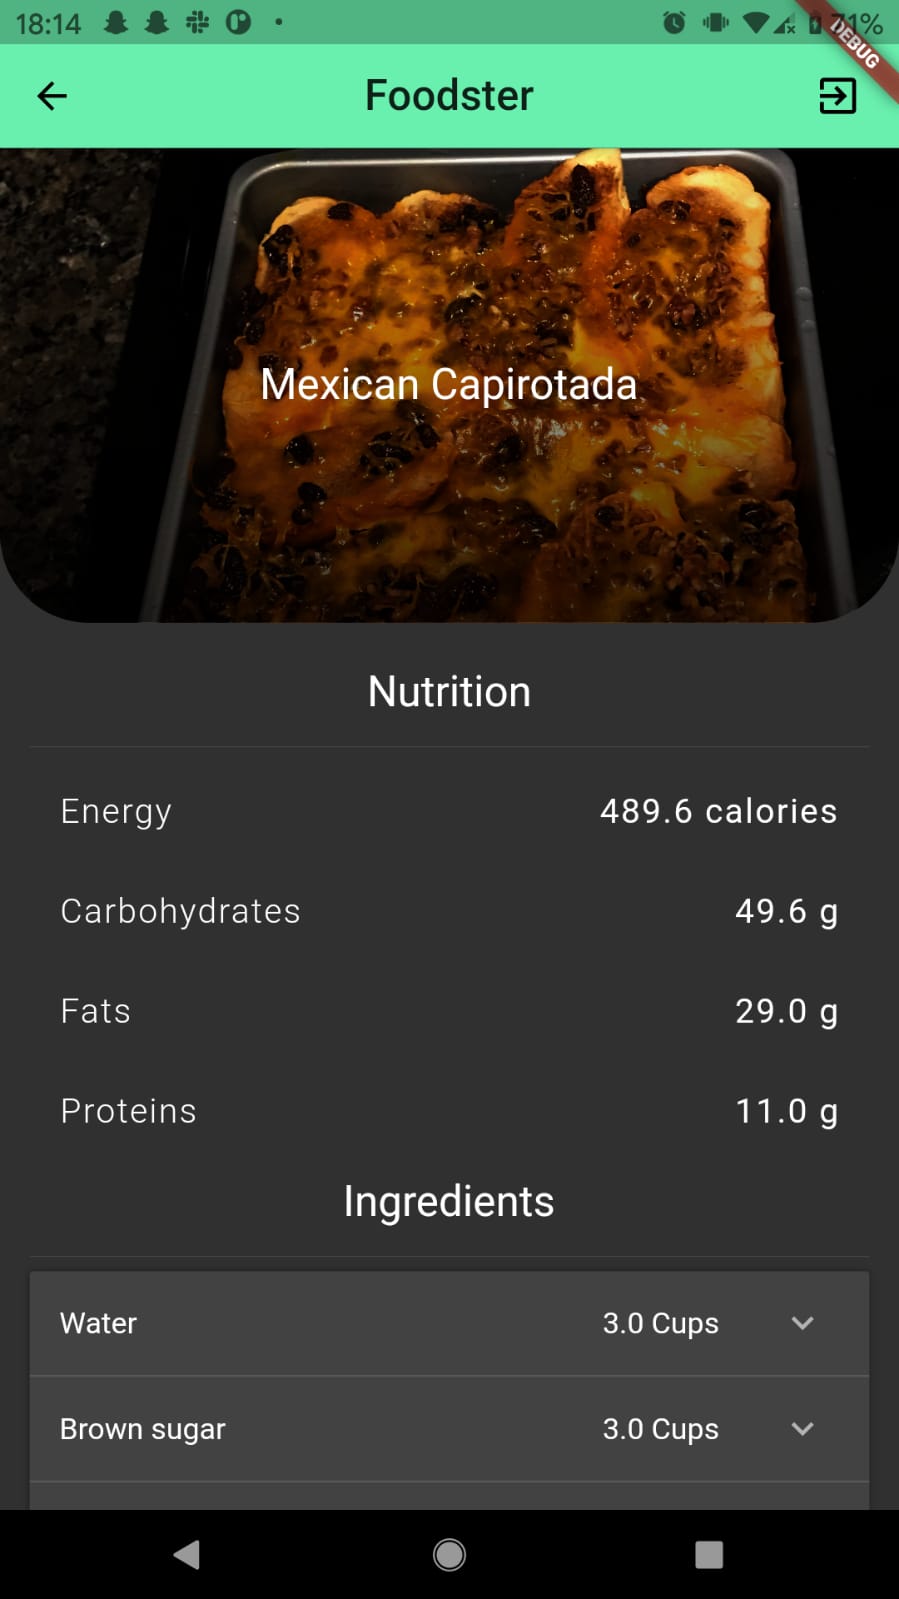 18:14 71%
DEBUG
Foodster
Mexican Capirotada
Nutrition
Energy 489.6 calories
Carbohydrates 49.6 g
Fats 29.0 g
Proteins 11.0 g
Ingredients
Water 3.0 Cups
Brown sugar 3.0 Cups